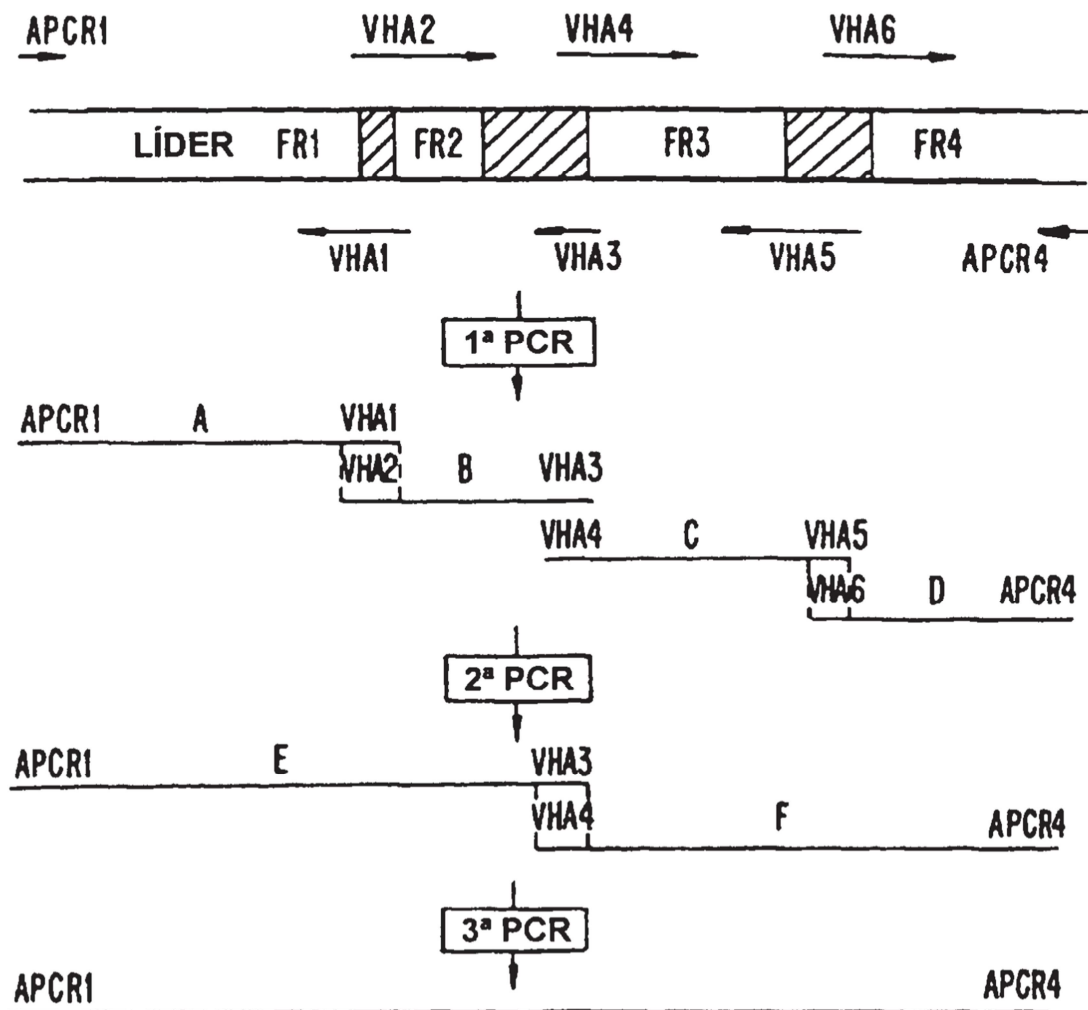 APCR1 VHA2 VHA4 VHA6
LÍDER FR1 FR2 FR3 FR4
VHA1 VHA3 VHA5 APCR4
1ª PCR
APCR1 A VHA1
VHA2 B VHA3
VHA4 C VHA5
VHA6 D APCR4
2ª PCR
APCR1 E VHA3
VHA4 F APCR4
3ª PCR
APCR1 APCR4